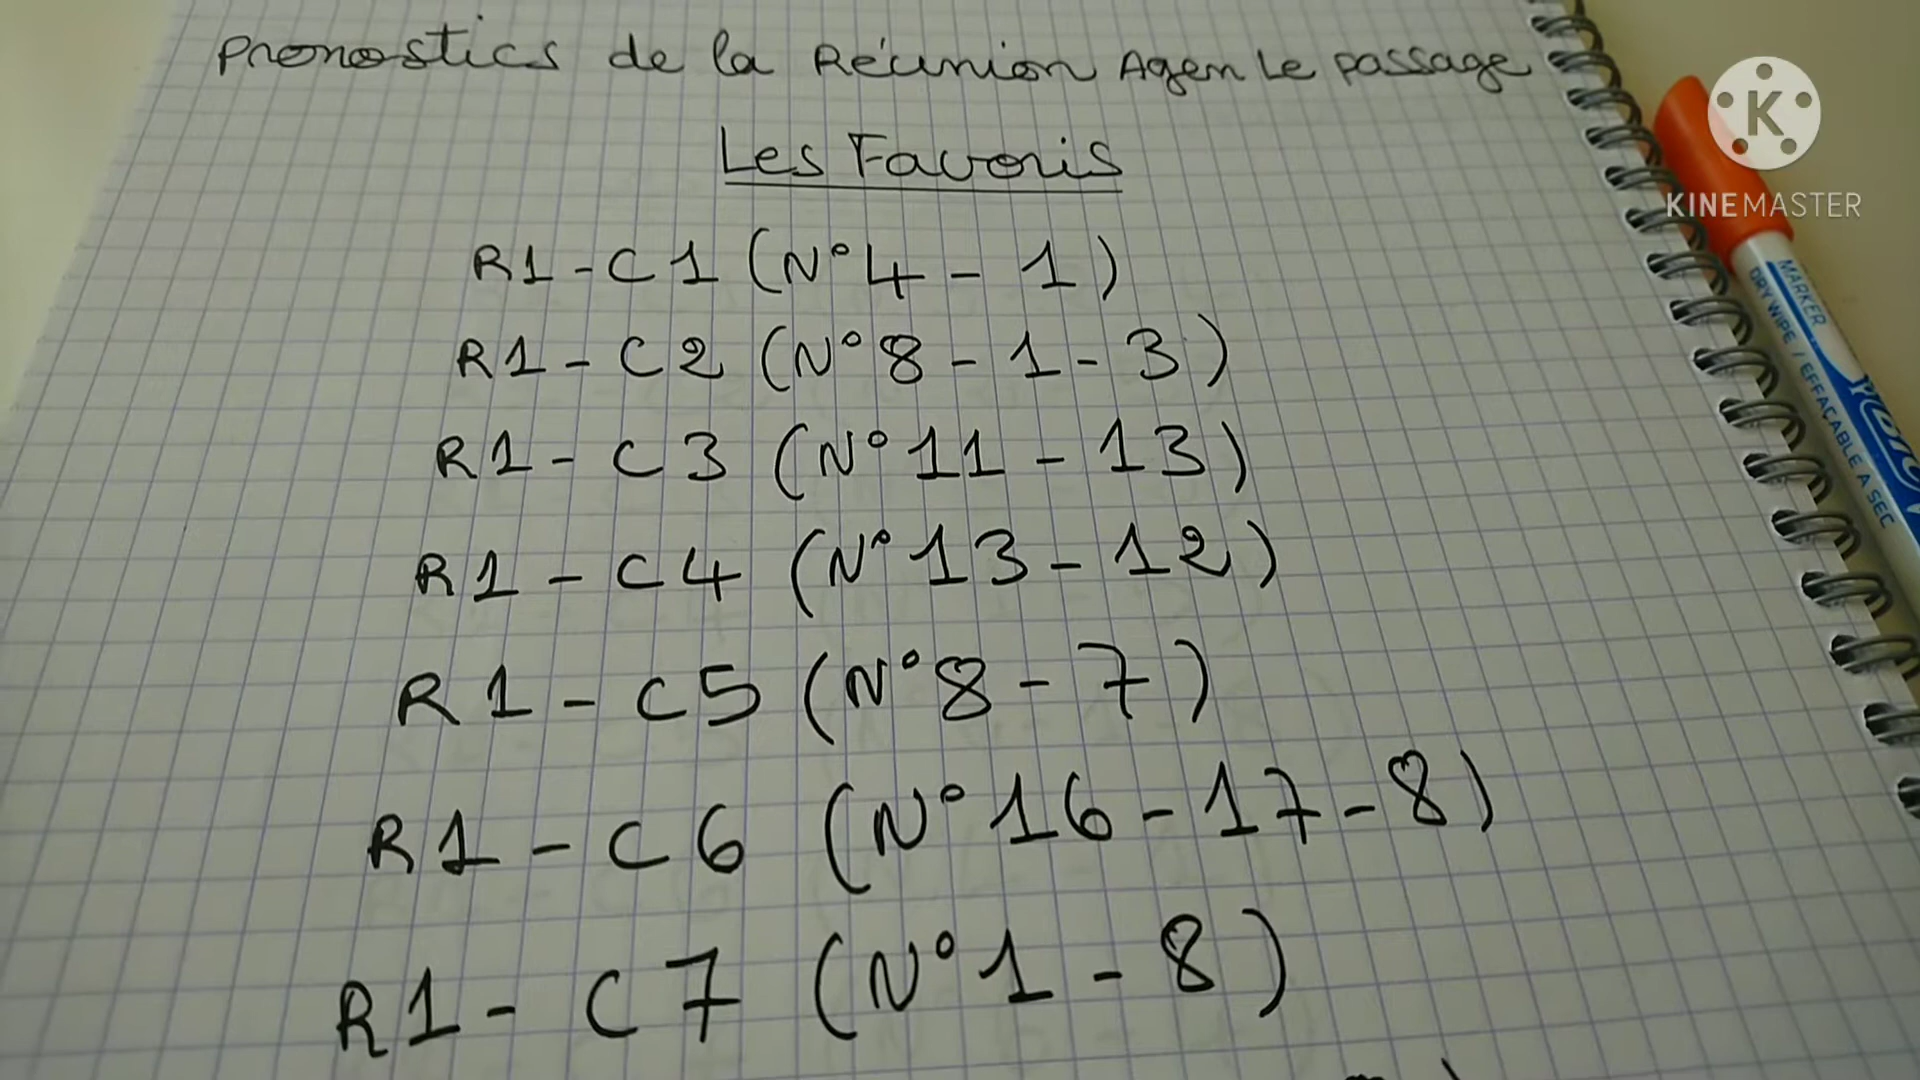 Pronostics de la Réunion Agen Le passage
Les Favoris
R1-C1 (N°4 - 1)
R1-C2 (N°8 - 1 - 3)
R1-C3 (N°11 - 13)
R1-C4 (N°13 - 12)
R1-C5 (N°8 - 7)
R1-C6 (N°16 - 17 - 8)
R1-C7 (N°1 - 8)
K
KINEMASTER
MARKER
DRY WIPE / EFFAÇABLE A SEC